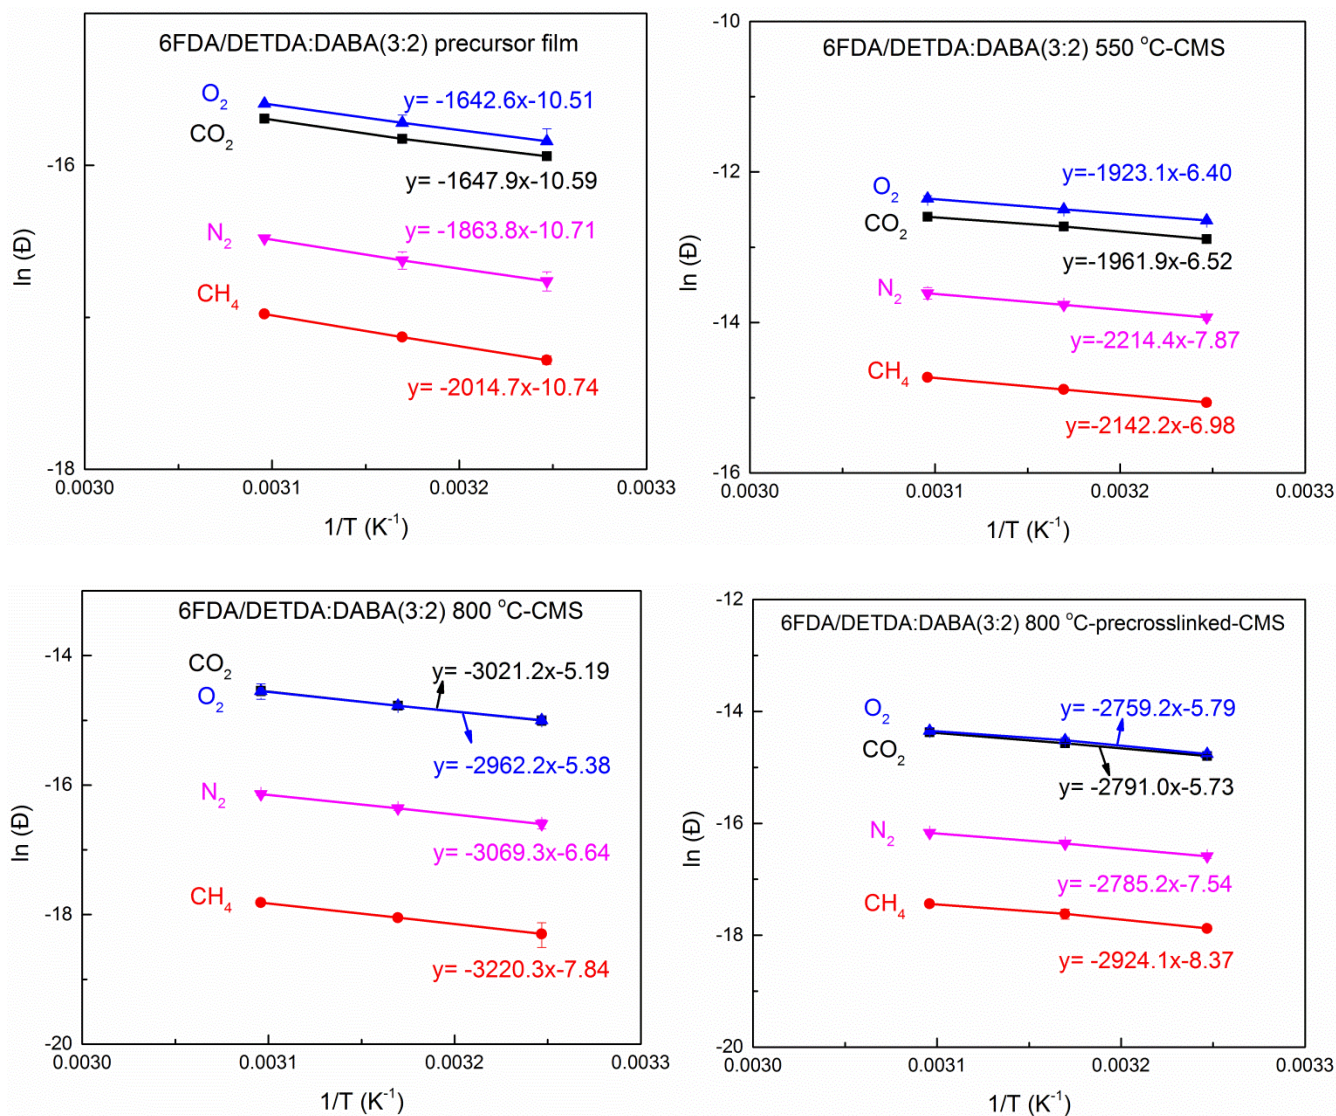 6FDA/DETDA:DABA(3:2) precursor film
O2
y= -1642.6x-10.51
CO2
-16
y= -1647.9x-10.59
N2
y= -1863.8x-10.71
CH4
y= -2014.7x-10.74
-18
ln (Đ)
0.0030
0.0031
0.0032
0.0033
1/T (K-1)
-10
6FDA/DETDA:DABA(3:2) 550 °C-CMS
-12
O2
y=-1923.1x-6.40
CO2
y=-1961.9x-6.52
N2
-14
y=-2214.4x-7.87
CH4
y=-2142.2x-6.98
-16
ln (Đ)
0.0030
0.0031
0.0032
0.0033
1/T (K-1)
6FDA/DETDA:DABA(3:2) 800 °C-CMS
-14
CO2
y= -3021.2x-5.19
O2
y= -2962.2x-5.38
-16
N2
y= -3069.3x-6.64
-18
CH4
y= -3220.3x-7.84
-20
ln (Đ)
0.0030
0.0031
0.0032
0.0033
1/T (K-1)
-12
6FDA/DETDA:DABA(3:2) 800 °C-precrosslinked-CMS
-14
O2
y= -2759.2x-5.79
CO2
y= -2791.0x-5.73
-16
N2
y= -2785.2x-7.54
CH4
-18
y= -2924.1x-8.37
-20
ln (Đ)
0.0030
0.0031
0.0032
0.0033
1/T (K-1)